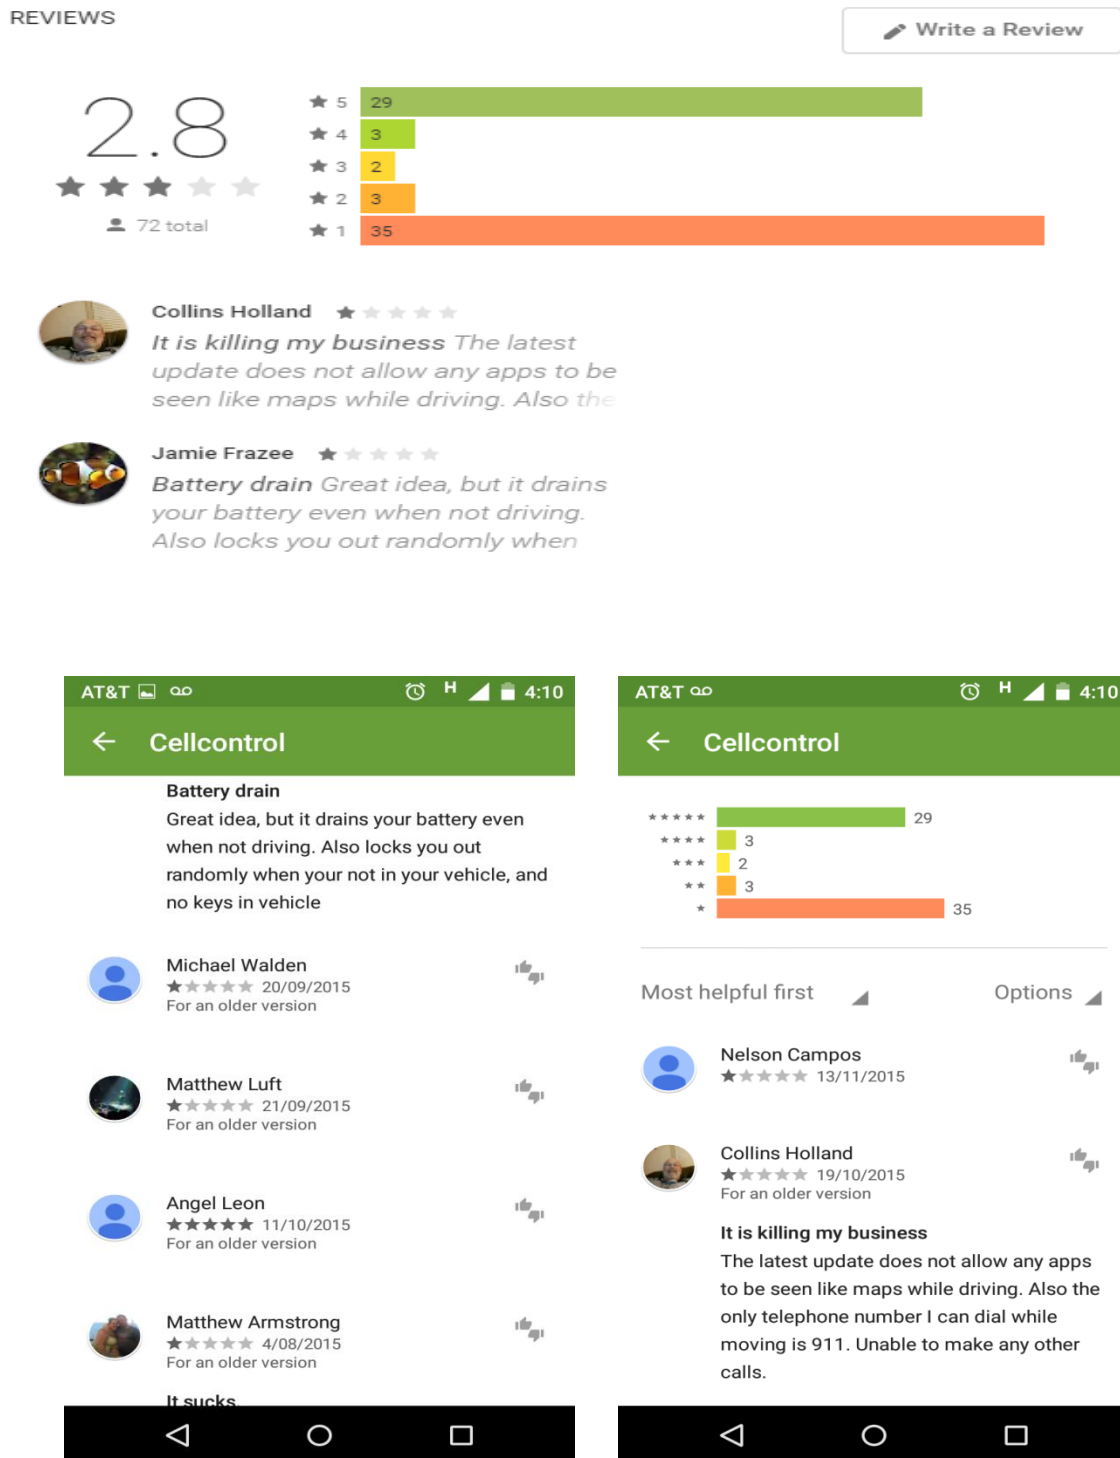 REVIEWS
Write a Review
2.8
72 total
5 29
4 3
3 2
2 3
1 35
Collins Holland
It is killing my business The latest
update does not allow any apps to be
seen like maps while driving. Also the
Jamie Frazee
Battery drain Great idea, but it drains
your battery even when not driving.
Also locks you out randomly when
AT&T H 4:10
Cellcontrol
Battery drain
Great idea, but it drains your battery even
when not driving. Also locks you out
randomly when your not in your vehicle, and
no keys in vehicle
Michael Walden
20/09/2015
For an older version
Matthew Luft
21/09/2015
For an older version
Angel Leon
11/10/2015
For an older version
Matthew Armstrong
4/08/2015
For an older version
It sucks
AT&T H 4:10
Cellcontrol
29
3
2
3
35
Most helpful first Options
Nelson Campos
13/11/2015
Collins Holland
19/10/2015
For an older version
It is killing my business
The latest update does not allow any apps
to be seen like maps while driving. Also the
only telephone number I can dial while
moving is 911. Unable to make any other
calls.